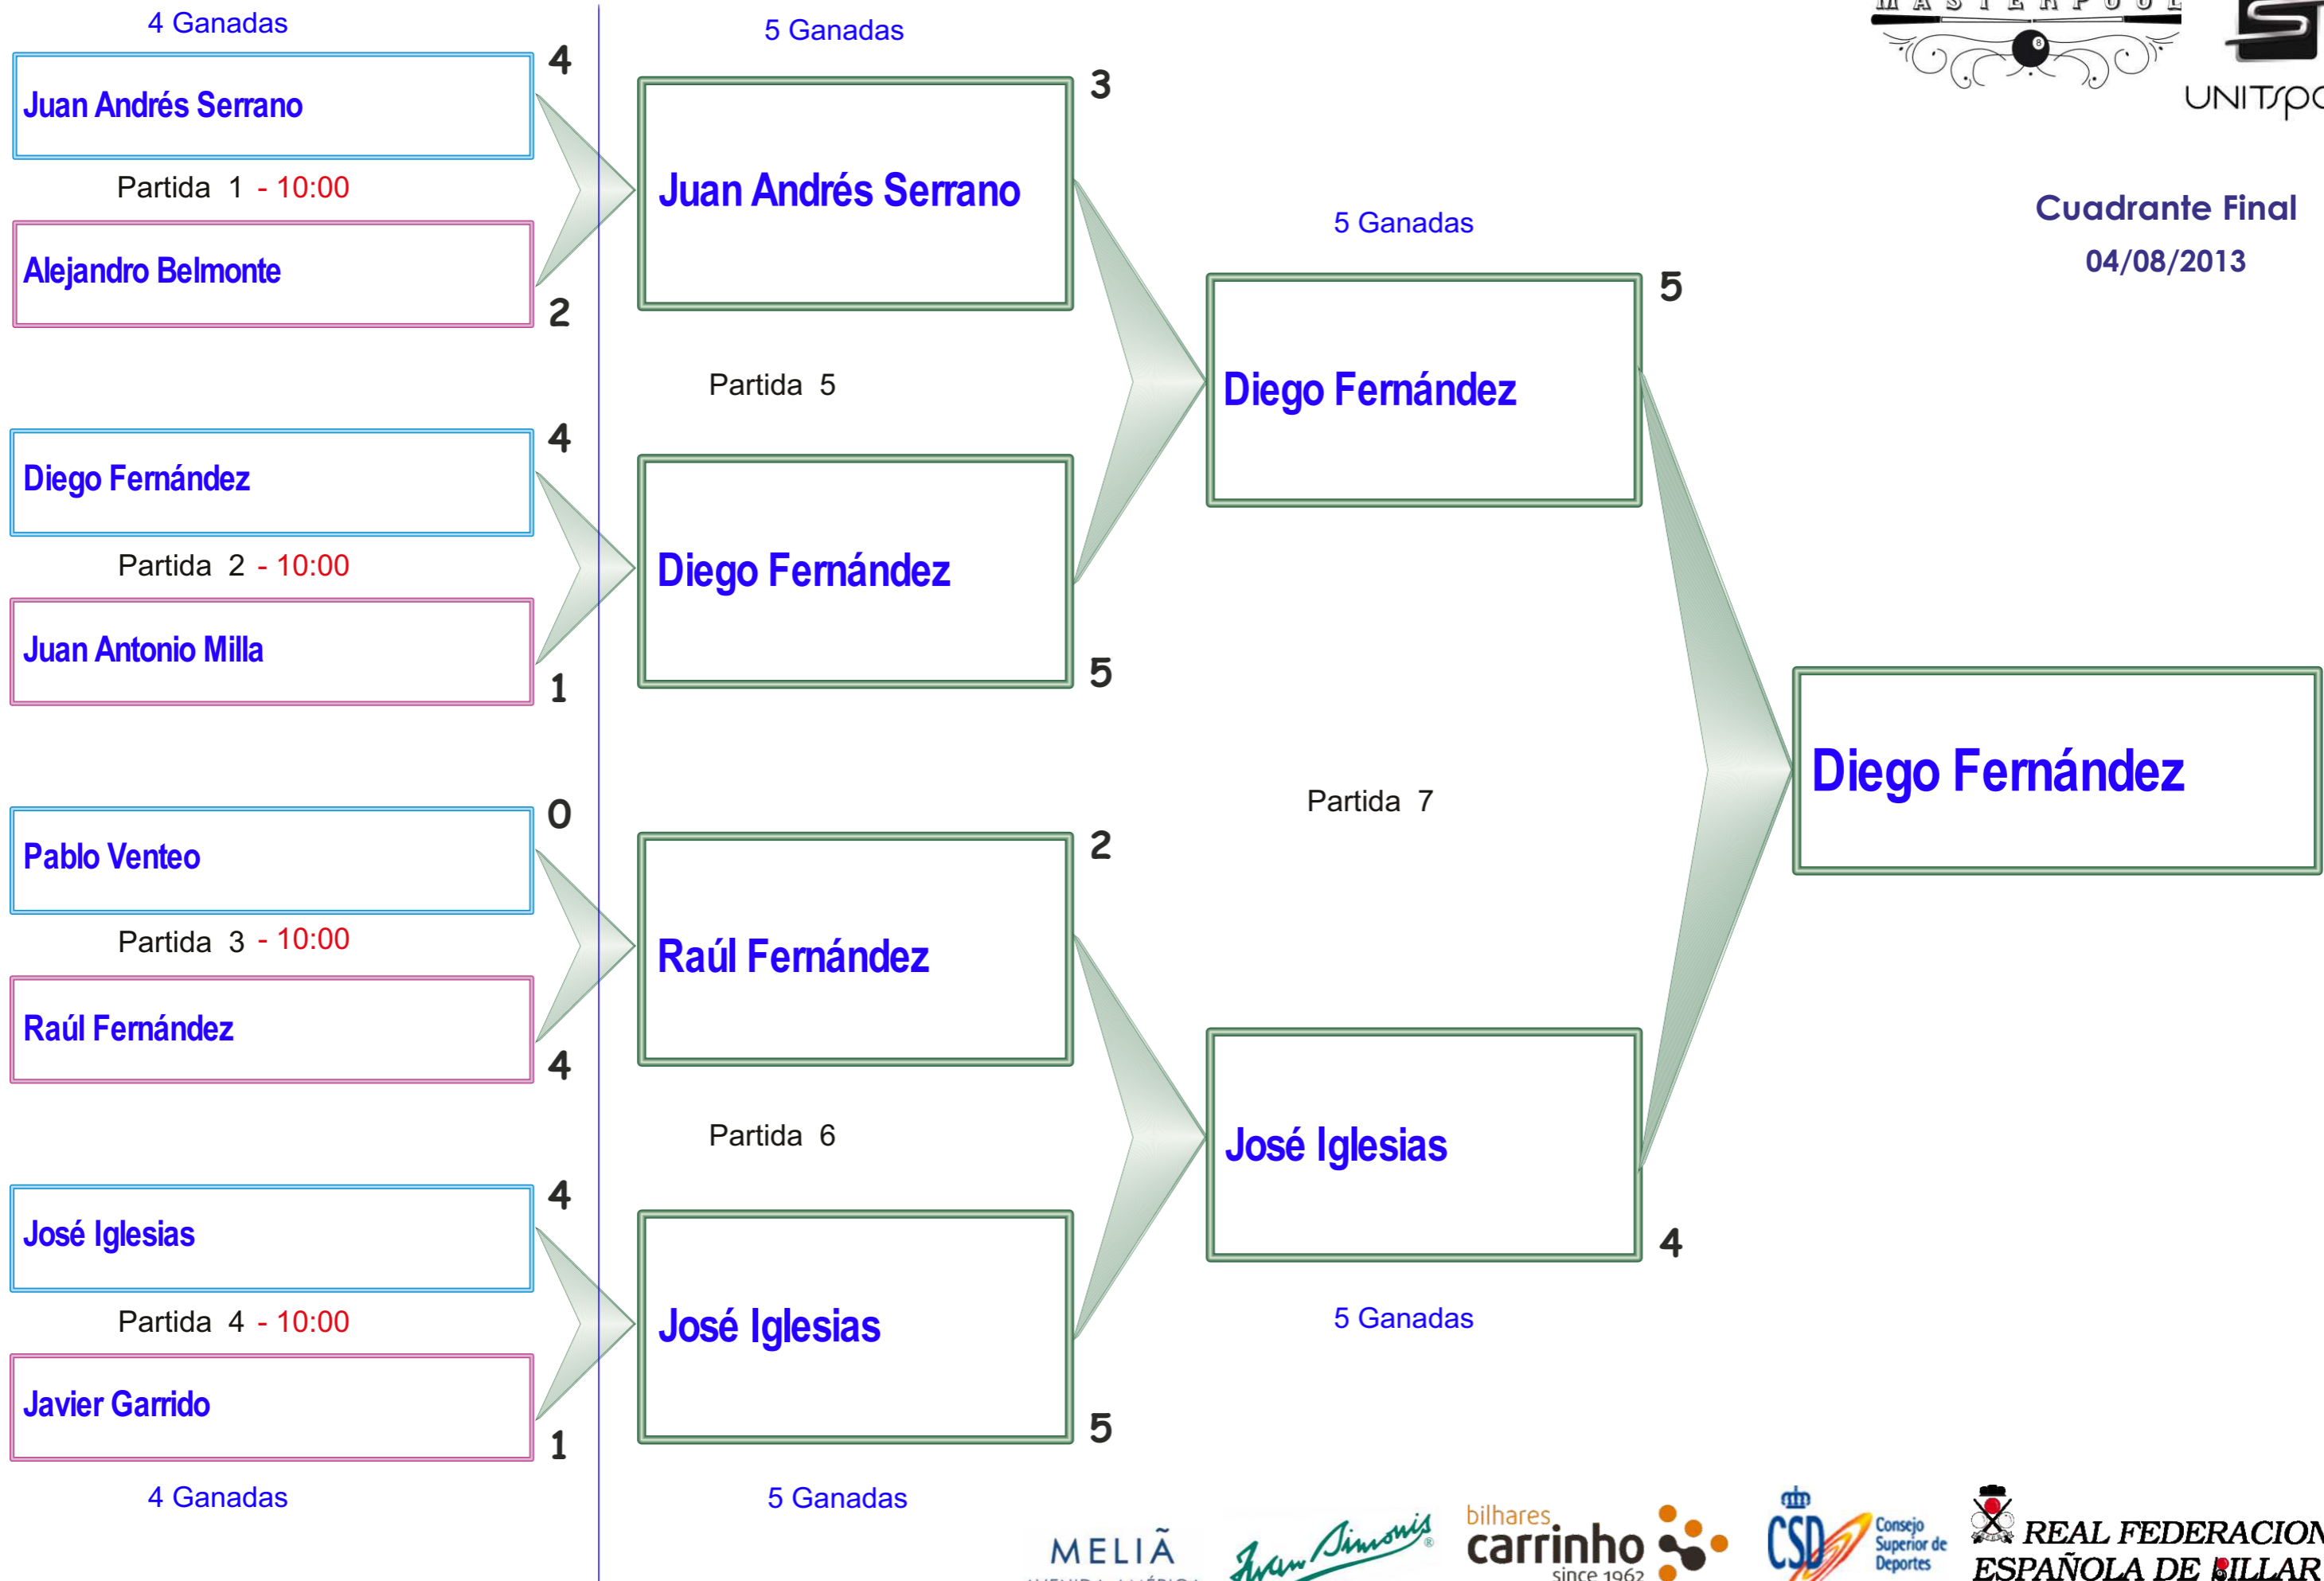 4 Ganadas
4
Juan Andrés Serrano
Partida 1 - 10:00
Alejandro Belmonte
2
4
Diego Fernández
Partida 2 - 10:00
Juan Antonio Milla
1
0
Pablo Venteo
Partida 3 - 10:00
Raúl Fernández
4
4
José Iglesias
Partida 4 - 10:00
Javier Garrido
1
4 Ganadas
5 Ganadas
3
Juan Andrés Serrano
Partida 5
Diego Fernández
5
2
Raúl Fernández
Partida 6
José Iglesias
5
5 Ganadas
5 Ganadas
5
Diego Fernández
Partida 7
José Iglesias
4
5 Ganadas
Diego Fernández
MASTERPOOL
8
Cuadrante Final
04/08/2013
MELIÃ
Iwan Simonis ®
bilhares
carrinho
since 1962
CSD
Consejo
Superior de
Deportes
REAL FEDERACION
ESPAÑOLA DE BILLAR